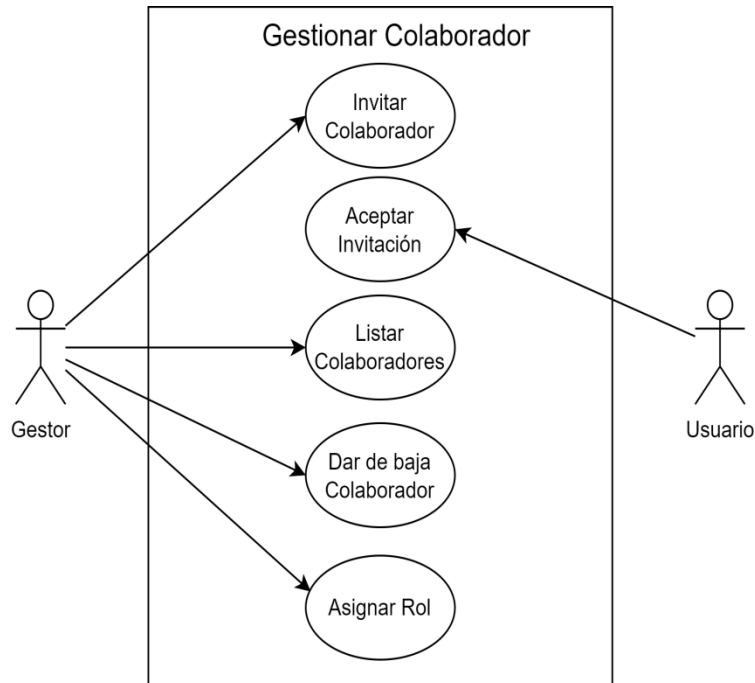 Gestionar Colaborador
Invitar
Colaborador
Aceptar
Invitación
Listar
Colaboradores
Gestor
Usuario
Dar de baja
Colaborador
Asignar Rol